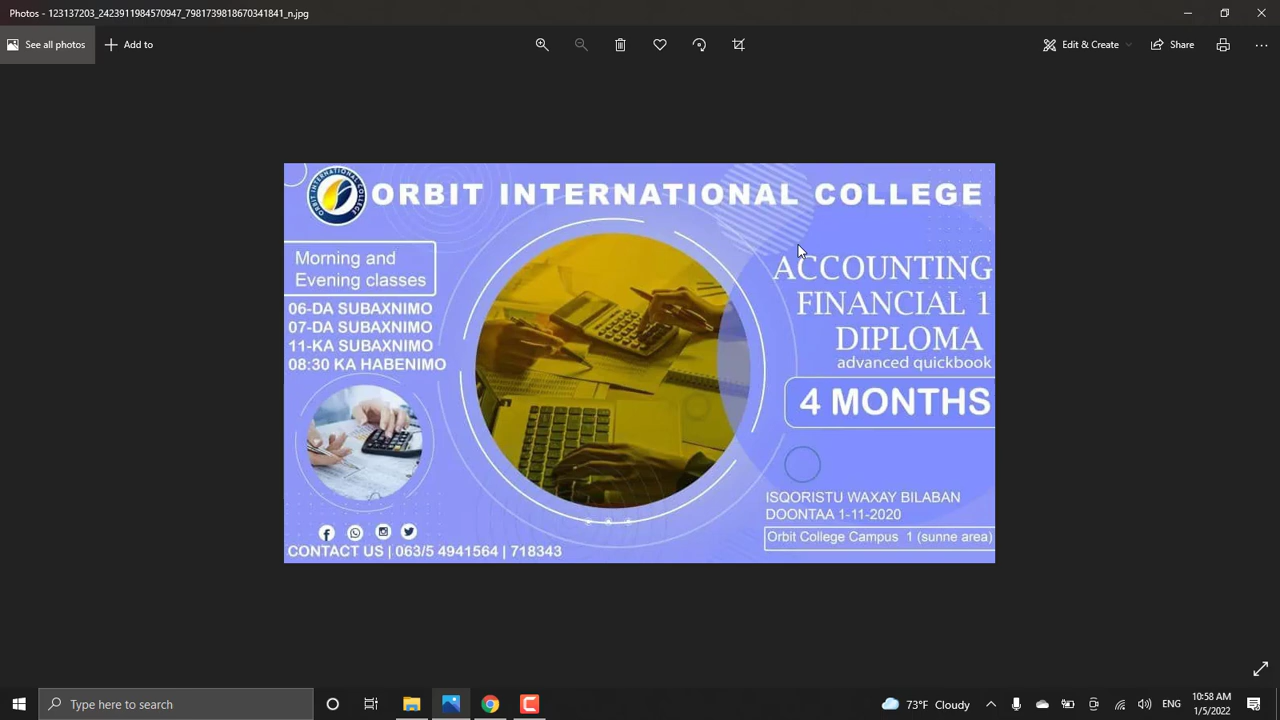 Photos - 123137203_2423911984570947_7981739818670341841_n.jpg
See all photos
Add to
Edit & Create
Share
ORBIT INTERNATIONAL COLLEGE
ORBIT INTERNATIONAL COLLEGE
Morning and
Evening classes
06-DA SUBAXNIMO
07-DA SUBAXNIMO
11-KA SUBAXNIMO
08:30 KA HABENIMO
ACCOUNTING
FINANCIAL 1
DIPLOMA
advanced quickbook
4 MONTHS
ISQORISTU WAXAY BILABAN
DOONTAA 1-11-2020
Orbit College Campus 1 (sunne area)
CONTACT US | 063/5 4941564 | 718343
Type here to search
73°F Cloudy
ENG
10:58 AM
1/5/2022